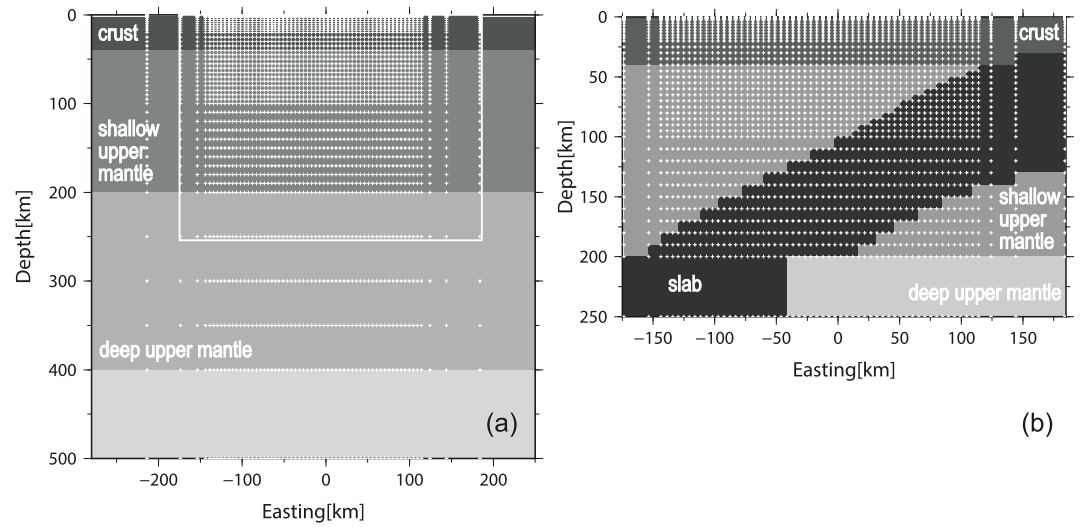 0
100
200
300
400
500
Depth[km]
crust
shallow
upper
mantle
deep upper mantle
(a)
−200
−100
0
100
200
Easting[km]
0
50
100
150
200
250
Depth[km]
crust
shallow
upper
mantle
slab
deep upper mantle
−150
−100
−50
0
50
100
150
Easting[km]
(b)